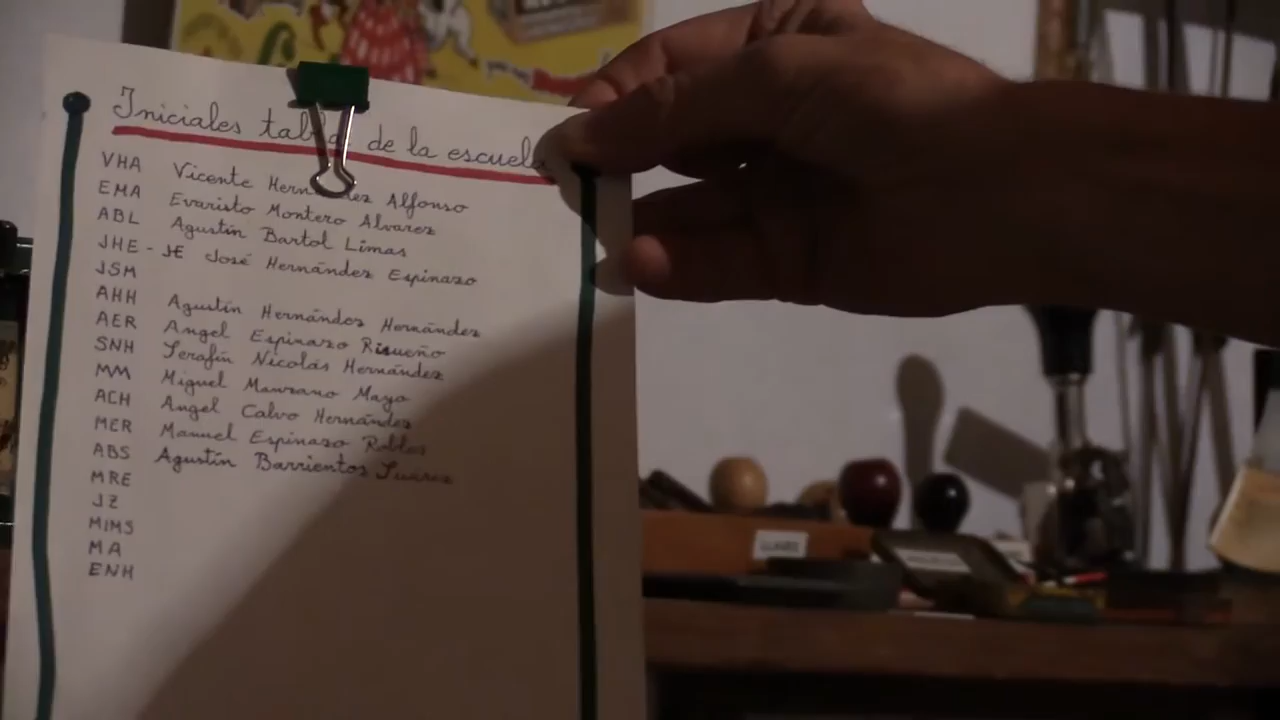 Iniciales tabla de la escuela
VHA Vicente Hernández Alfonso
EMA Evaristo Montero Alvarez
ABL Agustín Bartol Limas
JHE - JE José Hernández Espinazo
JSM
AHH Agustín Hernández Hernández
AER Angel Espinazo Risueño
SNH Serafín Nicolás Hernández
MM Miguel Manzano Mayo
ACH Angel Calvo Hernández
MER Manuel Espinazo Robles
ABS Agustín Barrientos Suarez
MRE
JZ
MIMS
MA
ENH